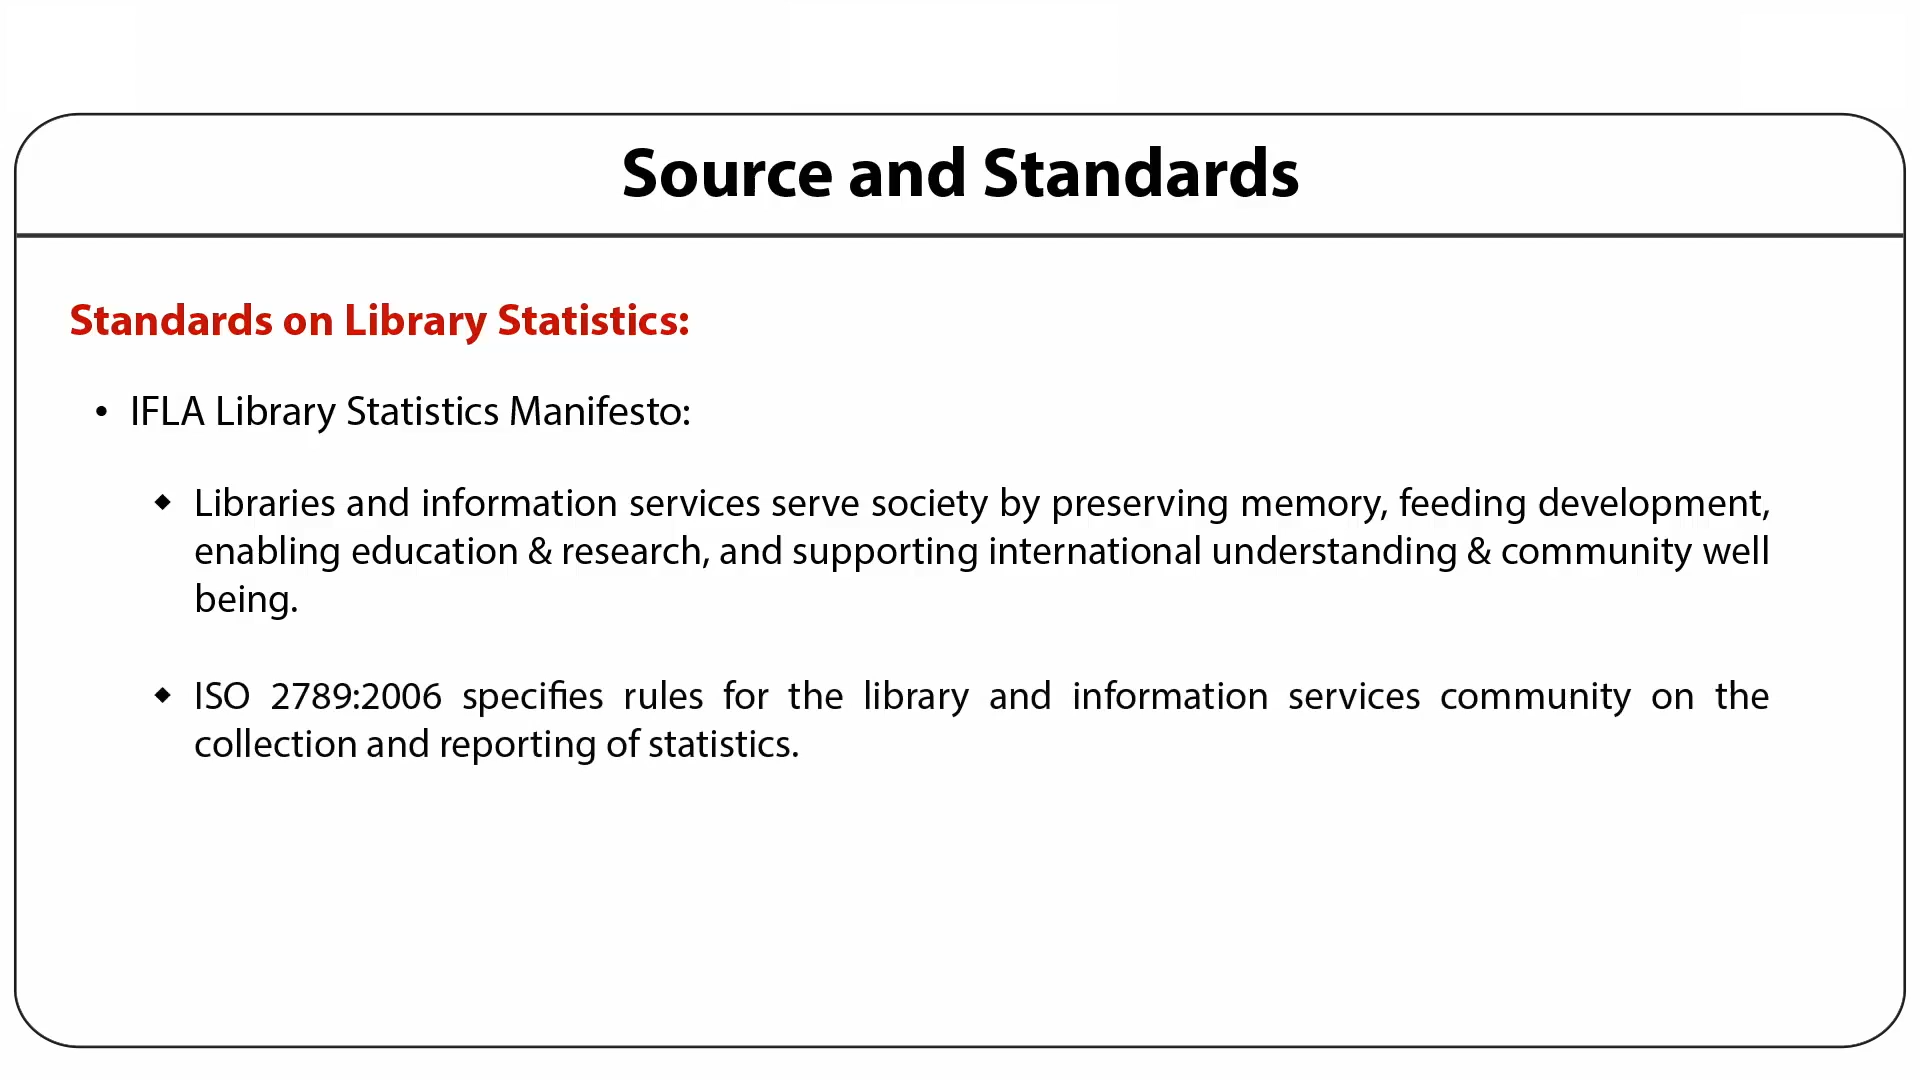 Source and Standards
Standards on Library Statistics:
• IFLA Library Statistics Manifesto:
◆ Libraries and information services serve society by preserving memory, feeding development,
enabling education & research, and supporting international understanding & community well
being.
◆ ISO 2789:2006 specifies rules for the library and information services community on the
collection and reporting of statistics.